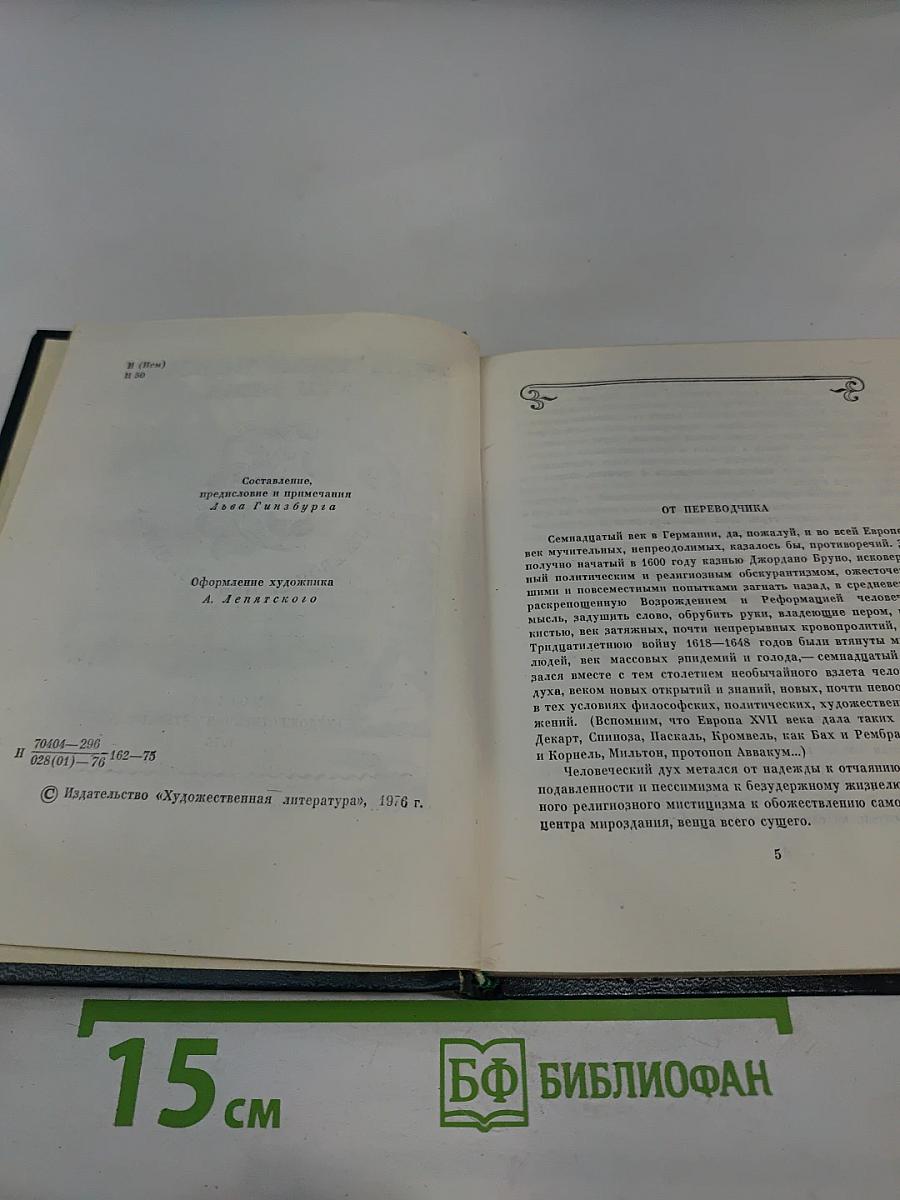 И (Нем)
Н 50
Составление,
предисловие и примечания
Льва Гинзбурга
Оформление художника
А. Лепятского
Н 70404—296
028(01)—76 162—75
© Издательство «Художественная литература», 1976 г.
ОТ ПЕРЕВОДЧИКА
Семнадцатый век в Германии, да, пожалуй, и во всей Европе
век мучительных, непреодолимых, казалось бы, противоречий.
получно начатый в 1600 году казнью Джордано Бруно, исковер
ный политическим и религиозным обскурантизмом, ожесточе
шими и повсеместными попытками загнать назад, в средневе
раскрепощенную Возрождением и Реформацией человеч
мысль, задушить слово, обрубить руки, владеющие пером,
кистью, век затяжных, почти непрерывных кровопролитий,
Тридцатилетнюю войну 1618—1648 годов были втянуты м
людей, век массовых эпидемий и голода,— семнадцатый
зался вместе с тем столетием необычайного взлета чело
духа, веком новых открытий и знаний, новых, почти невос
в тех условиях философских, политических, художествен
жений. (Вспомним, что Европа XVII века дала таких
Декарт, Спиноза, Паскаль, Кромвель, как Бах и Рембра
и Корнель, Мильтон, протопоп Аввакум...)
Человеческий дух метался от надежды к отчаянию
подавленности и пессимизма к безудержному жизнелю
ного религиозного мистицизма к обожествлению само
центра мироздания, венца всего сущего.
5
15 см
БФ БИБЛИОФАН